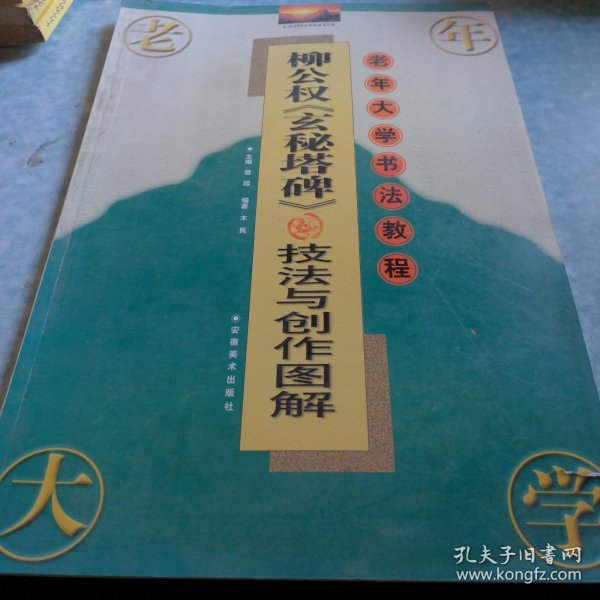 LAONIANDAXUE
老年
大学
老年大学书法教程
柳公权《玄秘塔碑》技法与创作图解
主编·谌园 编著·木良
安徽美术出版社
孔夫子旧书网
www.kongfz.com